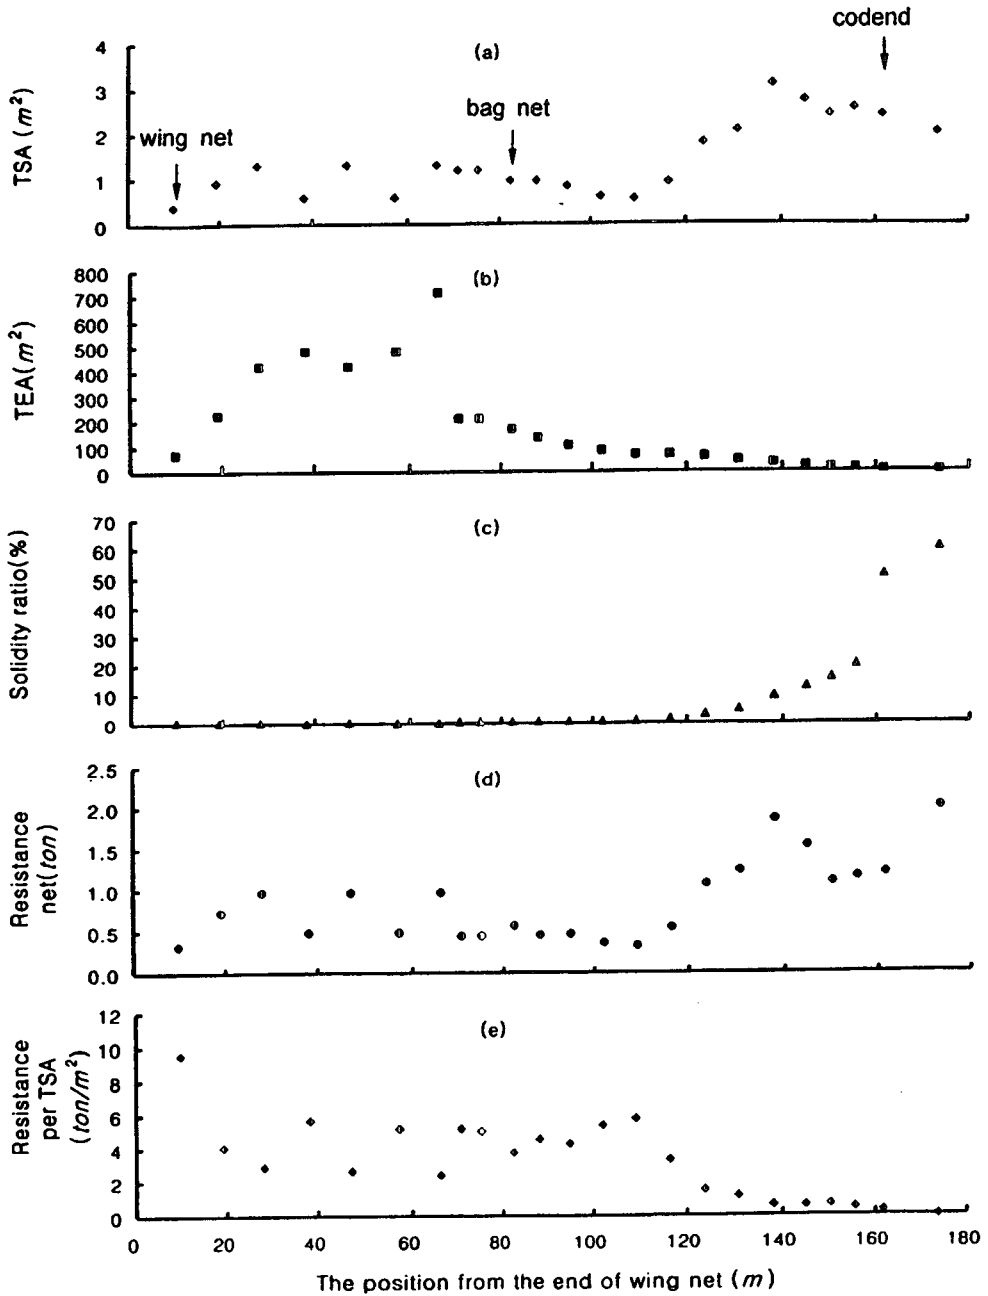 codend
(a)
4
3
2
1
0
TSA (m²)
wing net
bag net
(b)
800
700
600
500
400
300
200
100
0
TEA(m²)
(c)
70
60
50
40
30
20
10
0
Solidity ratio(%)
(d)
2.5
2.0
1.5
1.0
0.5
0.0
Resistance
net(ton)
(e)
12
10
8
6
4
2
0
Resistance
per TSA
(ton/m²)
0 20 40 60 80 100 120 140 160 180
The position from the end of wing net (m)